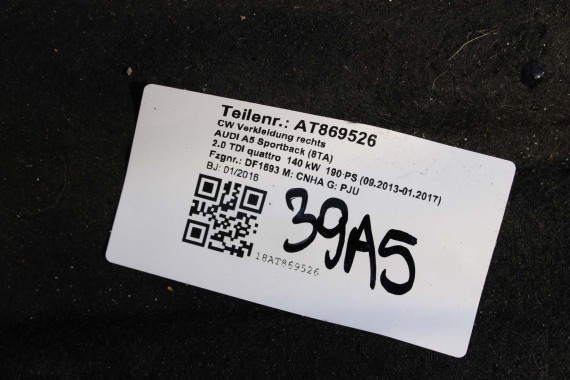 Teilenr.: AT869526
CW Verkleidung rechts
AUDI A5 Sportback (8TA)
2.0 TDI quattro 140 kW 190 PS (09.2013-01.2017)
Fzgnr.: DF1693 M: CNHA G: PJU
BJ: 01/2016
39A5
18AT869526